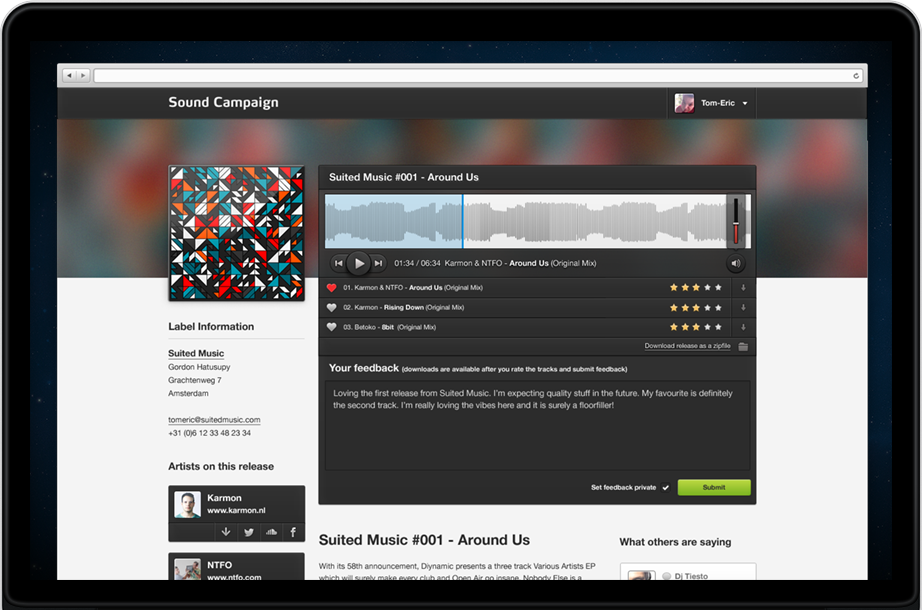 Sound Campaign
Tom-Eric
Suited Music #001 - Around Us
01:34 / 06:34 Karmon & NTFO - Around Us (Original Mix)
01. Karmon & NTFO - Around Us (Original Mix)
02. Karmon - Rising Down (Original Mix)
03. Betoko - 8bit (Original Mix)
Download release as a zipfile
Your feedback (downloads are available after you rate the tracks and submit feedback)
Loving the first release from Suited Music. I'm expecting quality stuff in the future. My favourite is definitely
the second track. I'm really loving the vibes here and it is surely a floorfiller!
Set feedback private
Submit
Label Information
Suited Music
Gordon Hatusupy
Grachtenweg 7
Amsterdam
tomeric@suitedmusic.com
+31 (0)6 12 33 48 23 34
Artists on this release
Karmon
www.karmon.nl
NTFO
www.ntfo.com
Suited Music #001 - Around Us
With its 58th announcement, Diynamic presents a three track Various Artists EP
which will surely make every club and Open Air go insane. Nobody Else is a
What others are saying
Dj Tiesto